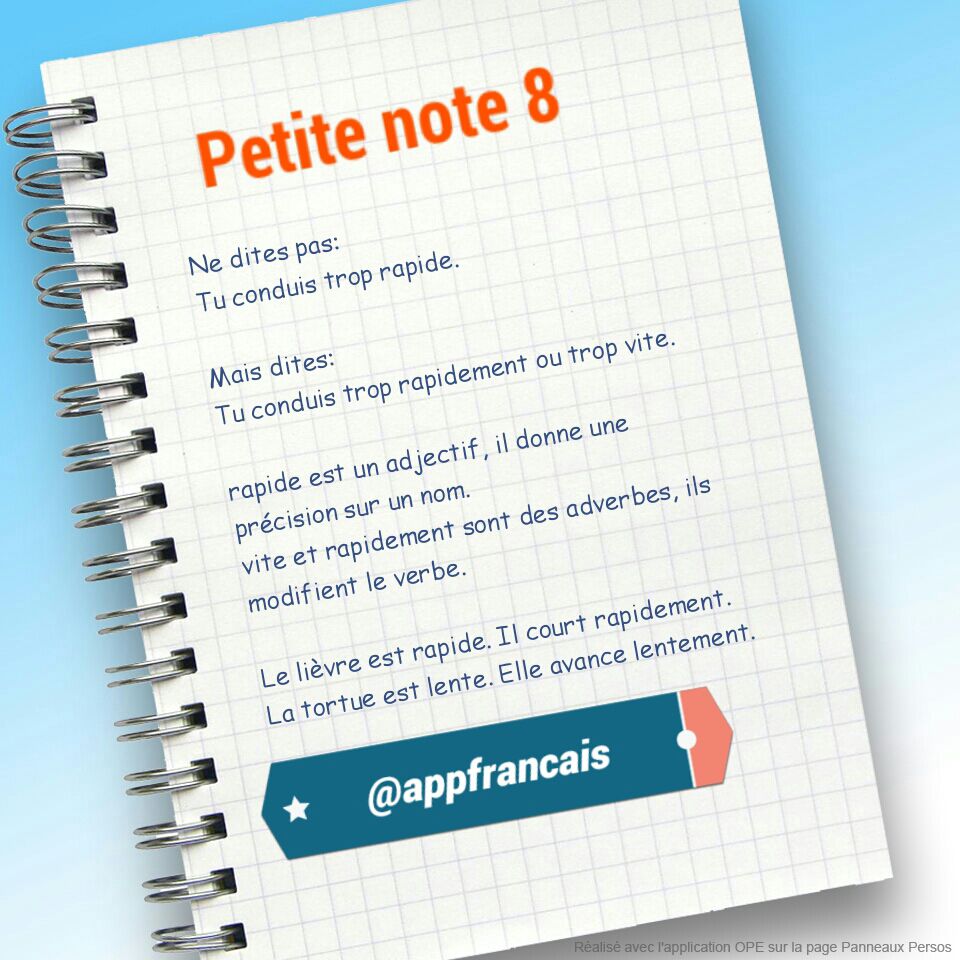 Petite note 8
Ne dites pas:
Tu conduis trop rapide.
Mais dites:
Tu conduis trop rapidement ou trop vite.
rapide est un adjectif, il donne une
précision sur un nom.
vite et rapidement sont des adverbes, ils
modifient le verbe.
Le lièvre est rapide. Il court rapidement.
La tortue est lente. Elle avance lentement.
@appfrancais
Réalisé avec l'application OPE sur la page Panneaux Persos